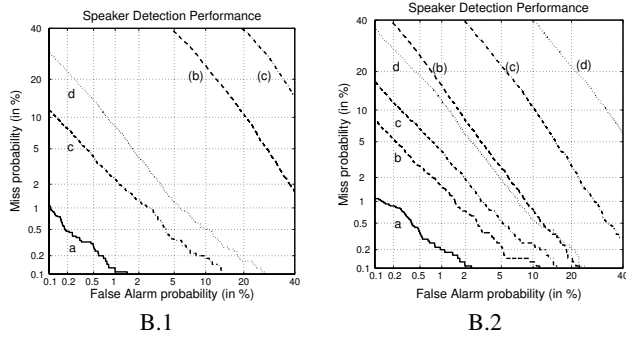 Speaker Detection Performance
Miss probability (in %)
40
20
10
5
2
1
0.5
0.2
0.1
0.1 0.2 0.5 1 2 5 10 20 40
False Alarm probability (in %)
a
c
d
(b)
(c)
B.1
Speaker Detection Performance
Miss probability (in %)
40
20
10
5
2
1
0.5
0.2
0.1
0.1 0.2 0.5 1 2 5 10 20 40
False Alarm probability (in %)
a
b
c
d
(b)
(c)
(d)
B.2